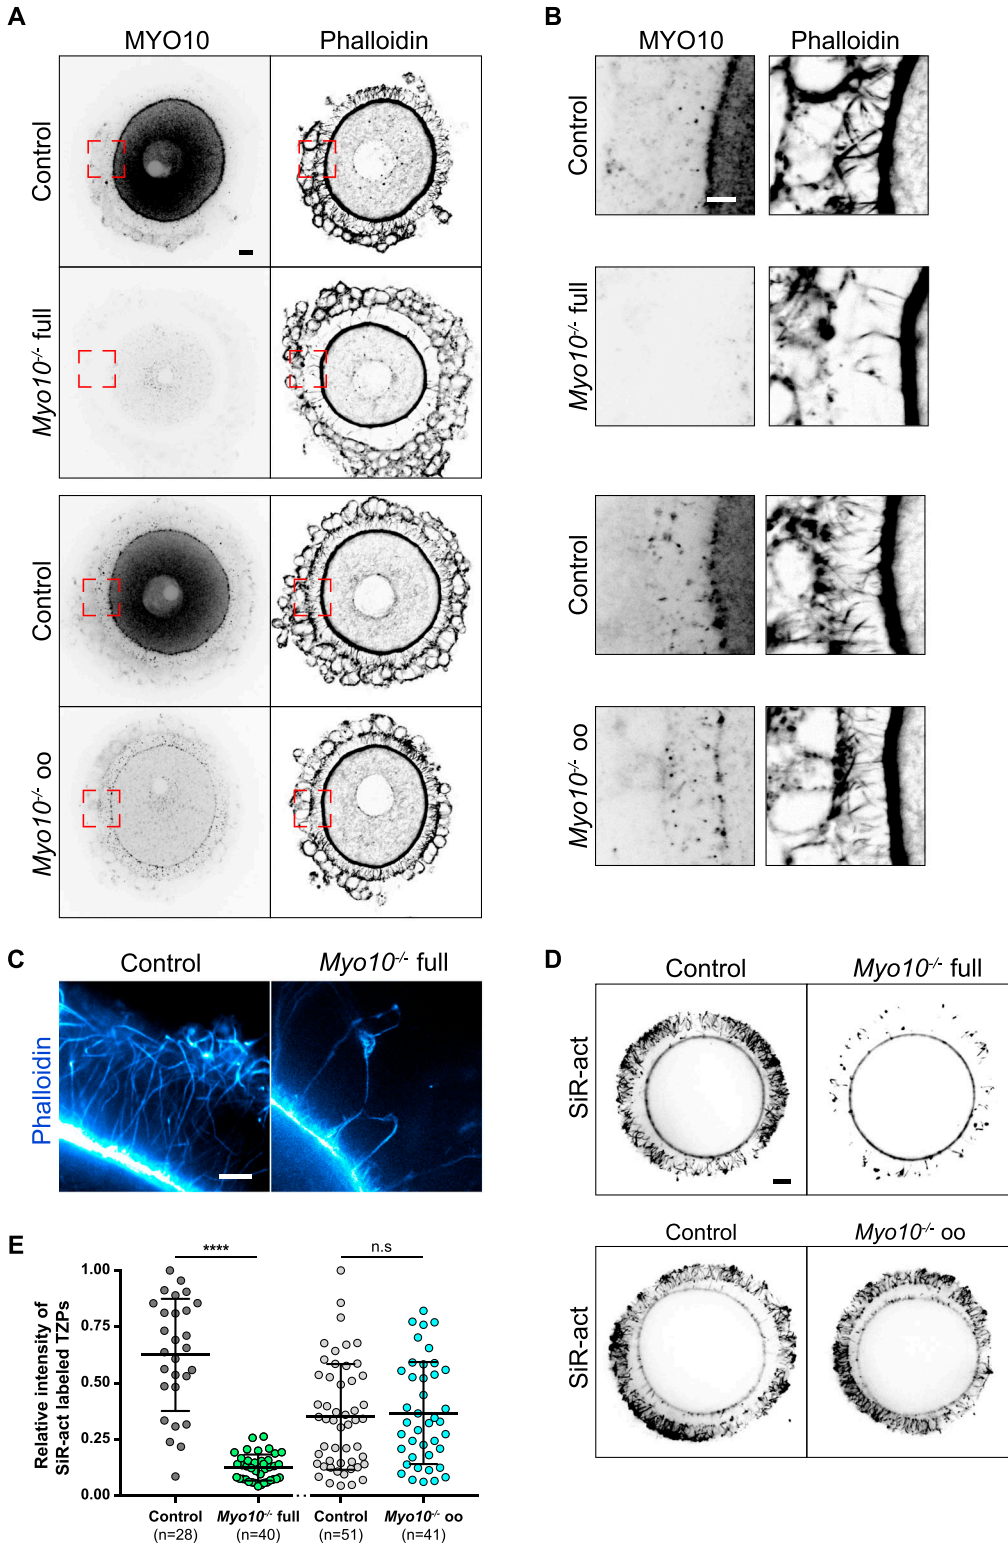 A
MYO10 Phalloidin
Control
Myo10-/- full
Control
Myo10-/- oo
B
MYO10 Phalloidin
Control
Myo10-/- full
Control
Myo10-/- oo
C
Control Myo10-/- full
Phalloidin
D
Control Myo10-/- full
SiR-act
Control Myo10-/- oo
SiR-act
E
**** n.s
Relative intensity of
SiR-act labeled TZPs
1.00
0.75
0.50
0.25
0.00
Control Myo10-/- full Control Myo10-/- oo
(n=28) (n=40) (n=51) (n=41)